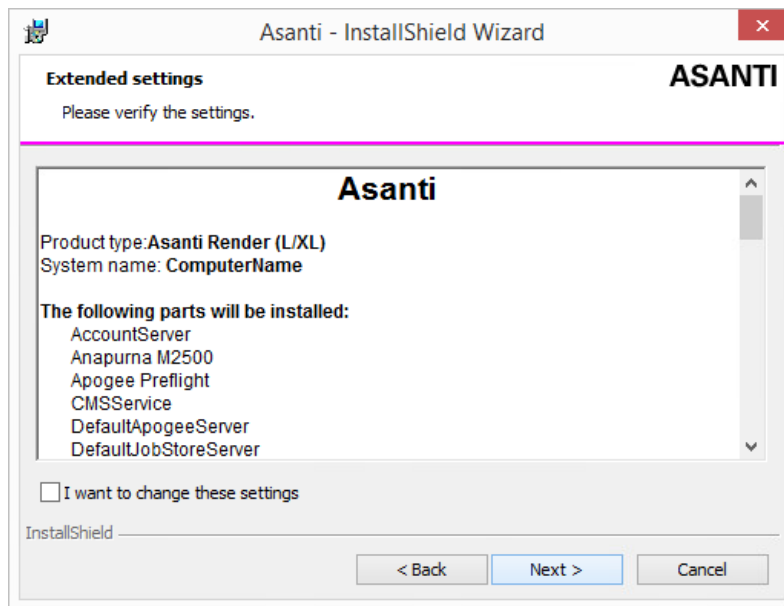 Asanti - InstallShield Wizard
Extended settings
ASANTI
Please verify the settings.
Asanti
Product type:Asanti Render (L/XL)
System name: ComputerName
The following parts will be installed:
AccountServer
Anapurna M2500
Apogee Preflight
CMSService
DefaultApogeeServer
DefaultJobStoreServer
I want to change these settings
InstallShield
< Back
Next >
Cancel